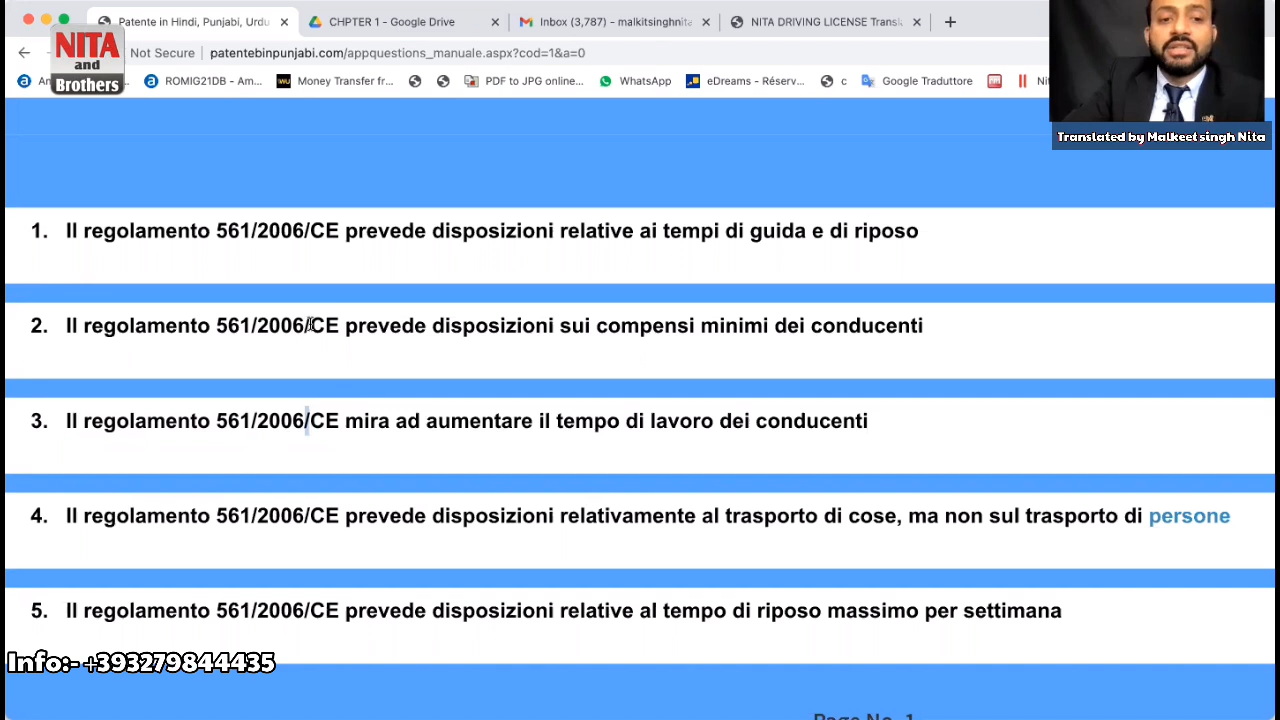 Patente in Hindi, Punjabi, Urdu
CHPTER 1 - Google Drive
Inbox (3,787) - malkitsinghnita
NITA DRIVING LICENSE Transl
NITA
and
Brothers
Not Secure
patentebinpunjabi.com/appquestions_manuale.aspx?cod=1&a=0
ROMIG21DB - Am...
WU
Money Transfer fr...
PDF to JPG online...
WhatsApp
eDreams - Réserv...
c
Google Traduttore
Translated by Malkeet singh Nita
1. Il regolamento 561/2006/CE prevede disposizioni relative ai tempi di guida e di riposo
2. Il regolamento 561/2006/CE prevede disposizioni sui compensi minimi dei conducenti
3. Il regolamento 561/2006/CE mira ad aumentare il tempo di lavoro dei conducenti
4. Il regolamento 561/2006/CE prevede disposizioni relativamente al trasporto di cose, ma non sul trasporto di persone
5. Il regolamento 561/2006/CE prevede disposizioni relative al tempo di riposo massimo per settimana
Info:- +393279844435
Page No. 1